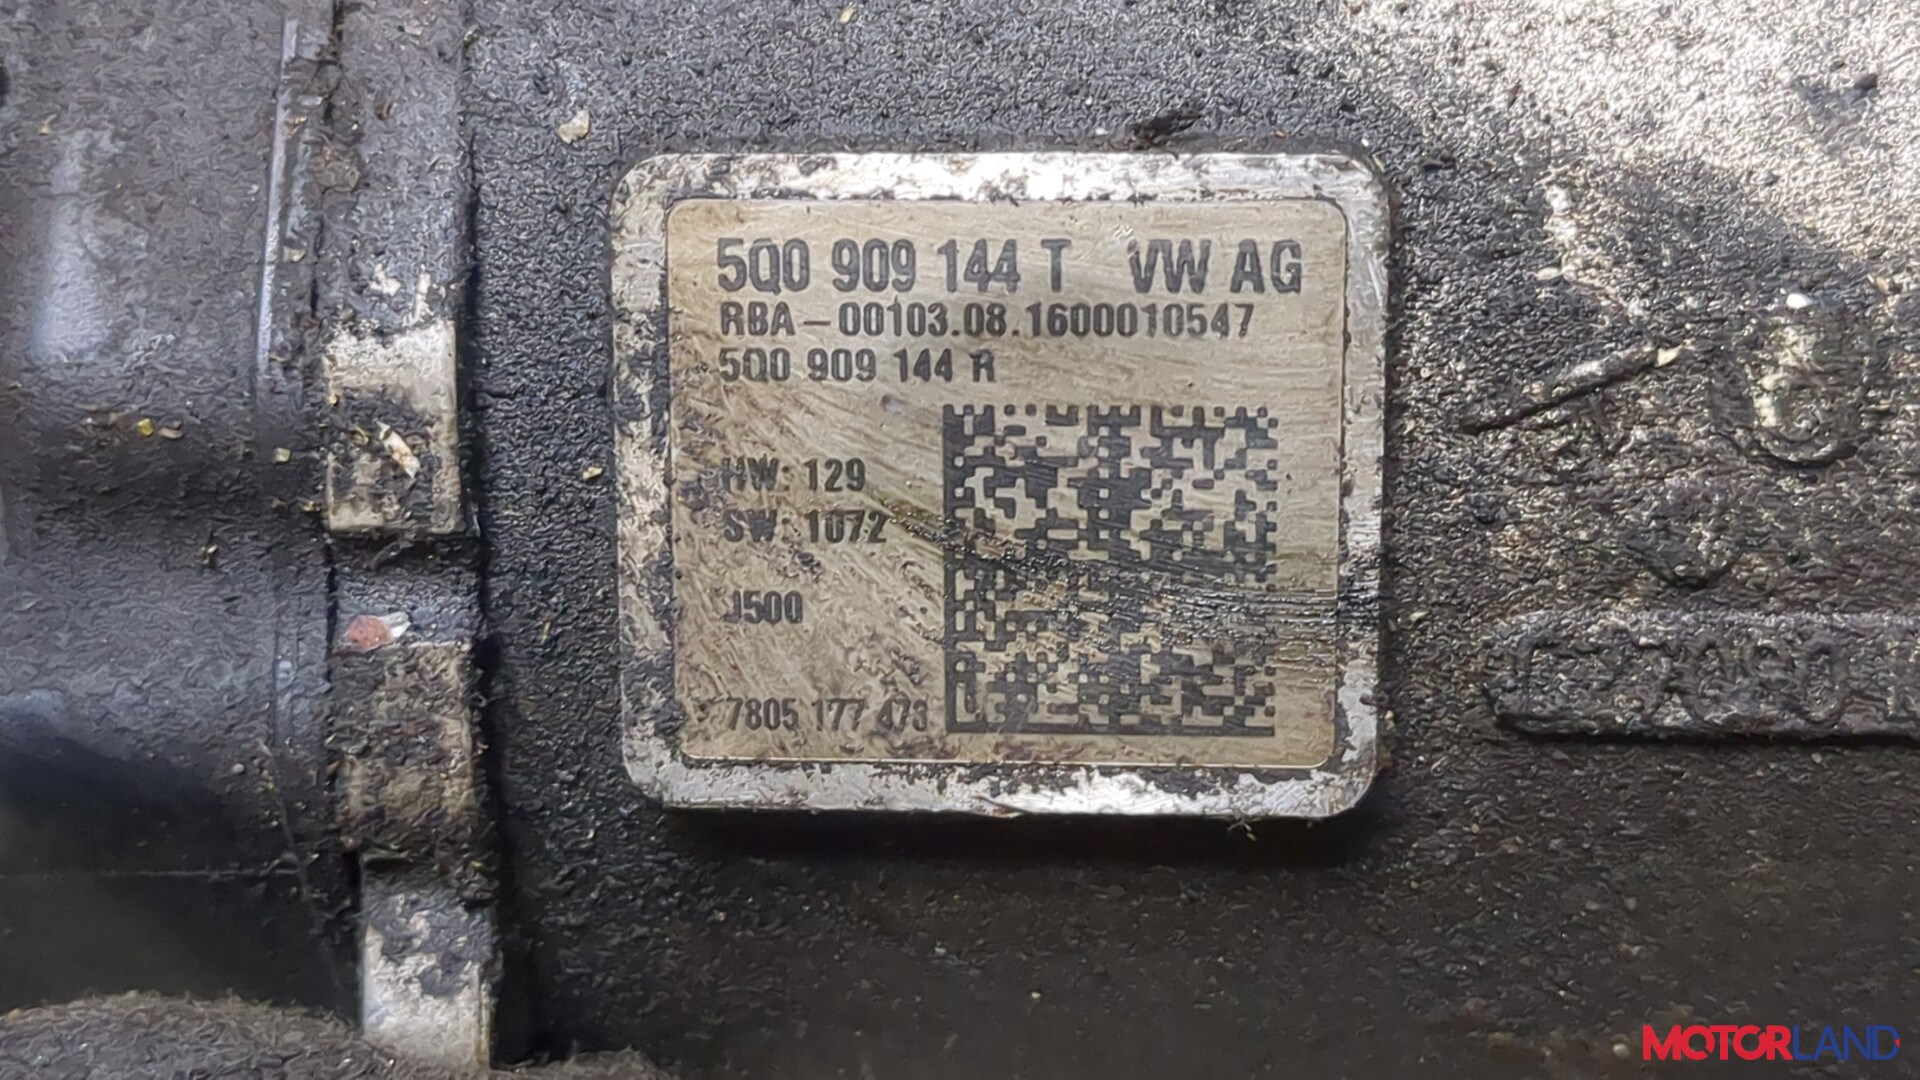 5Q0 909 144 T VW AG
RBA-00103.08.1600010547
5Q0 909 144 R
HW: 129
SW: 1072
J500
7805 177 473
MOTORLAND